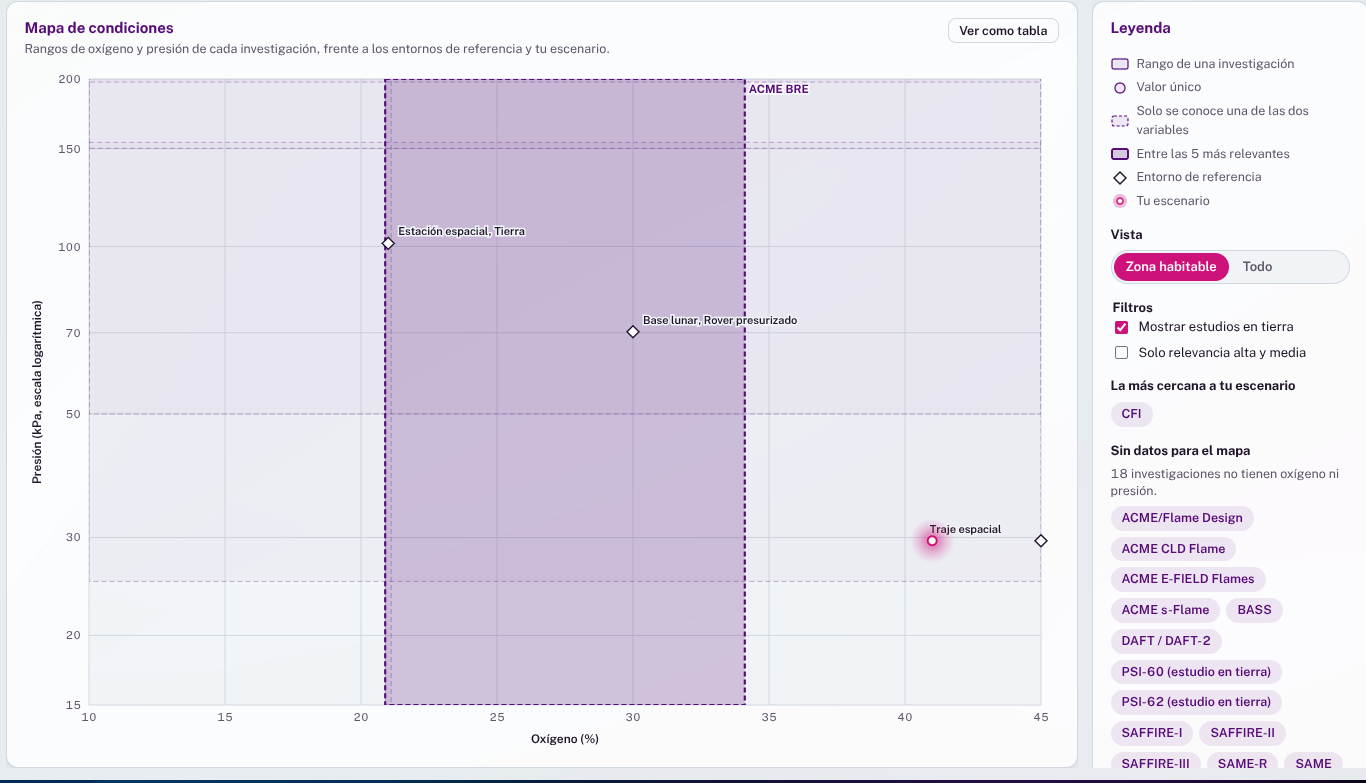 Mapa de condiciones
Ver como tabla
Rangos de oxígeno y presión de cada investigación, frente a los entornos de referencia y tu escenario.
200
150
100
70
50
30
20
15
Presión (kPa, escala logarítmica)
ACME BRE
Estación espacial, Tierra
Base lunar, Rover presurizado
Traje espacial
10
15
20
25
30
35
40
45
Oxígeno (%)
Leyenda
Rango de una investigación
Valor único
Solo se conoce una de las dos
variables
Entre las 5 más relevantes
Entorno de referencia
Tu escenario
Vista
Zona habitable
Todo
Filtros
Mostrar estudios en tierra
Solo relevancia alta y media
La más cercana a tu escenario
CFI
Sin datos para el mapa
18 investigaciones no tienen oxígeno ni
presión.
ACME/Flame Design
ACME CLD Flame
ACME E-FIELD Flames
ACME s-Flame
BASS
DAFT / DAFT-2
PSI-60 (estudio en tierra)
PSI-62 (estudio en tierra)
SAFFIRE-I
SAFFIRE-II
SAFFIRE-III
SAME-R
SAME